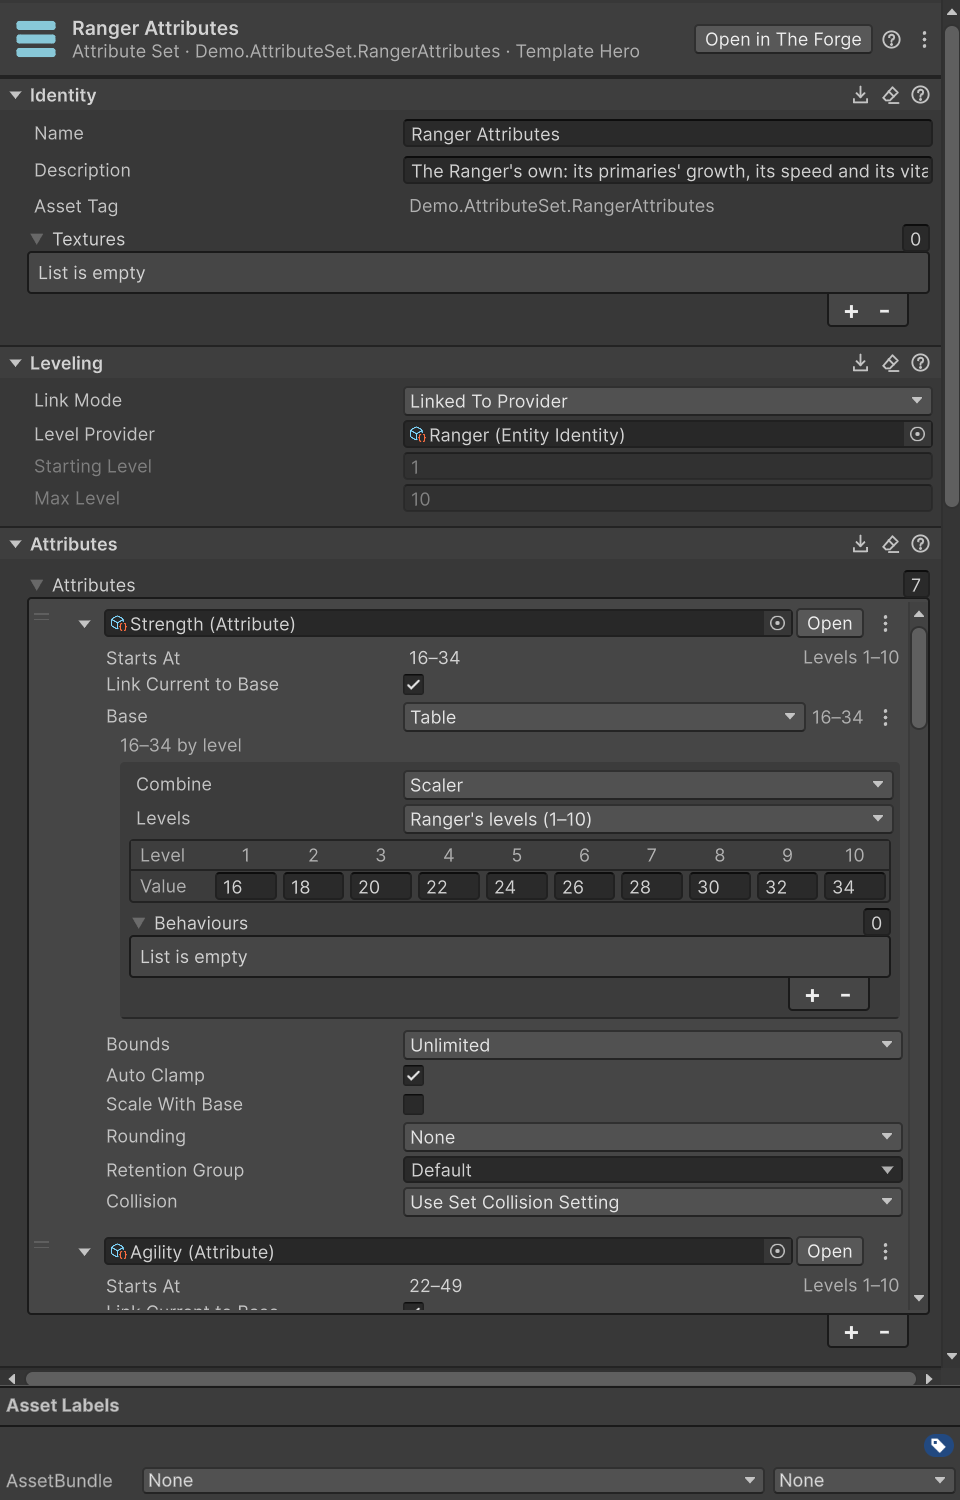 Ranger Attributes
Attribute Set · Demo.AttributeSet.RangerAttributes · Template Hero
Open in The Forge
Identity
Name
Ranger Attributes
Description
The Ranger's own: its primaries' growth, its speed and its vita
Asset Tag
Demo.AttributeSet.RangerAttributes
Textures
0
List is empty
+ -
Leveling
Link Mode
Linked To Provider
Level Provider
Ranger (Entity Identity)
Starting Level
1
Max Level
10
Attributes
Attributes
7
Strength (Attribute)
Open
Starts At
16–34
Levels 1–10
Link Current to Base
Base
Table
16–34
16–34 by level
Combine
Scaler
Levels
Ranger's levels (1–10)
Level 1 2 3 4 5 6 7 8 9 10
Value 16 18 20 22 24 26 28 30 32 34
Behaviours
0
List is empty
+ -
Bounds
Unlimited
Auto Clamp
Scale With Base
Rounding
None
Retention Group
Default
Collision
Use Set Collision Setting
Agility (Attribute)
Open
Starts At
22–49
Levels 1–10
Link Current to Base
+ -
Asset Labels
AssetBundle
None
None